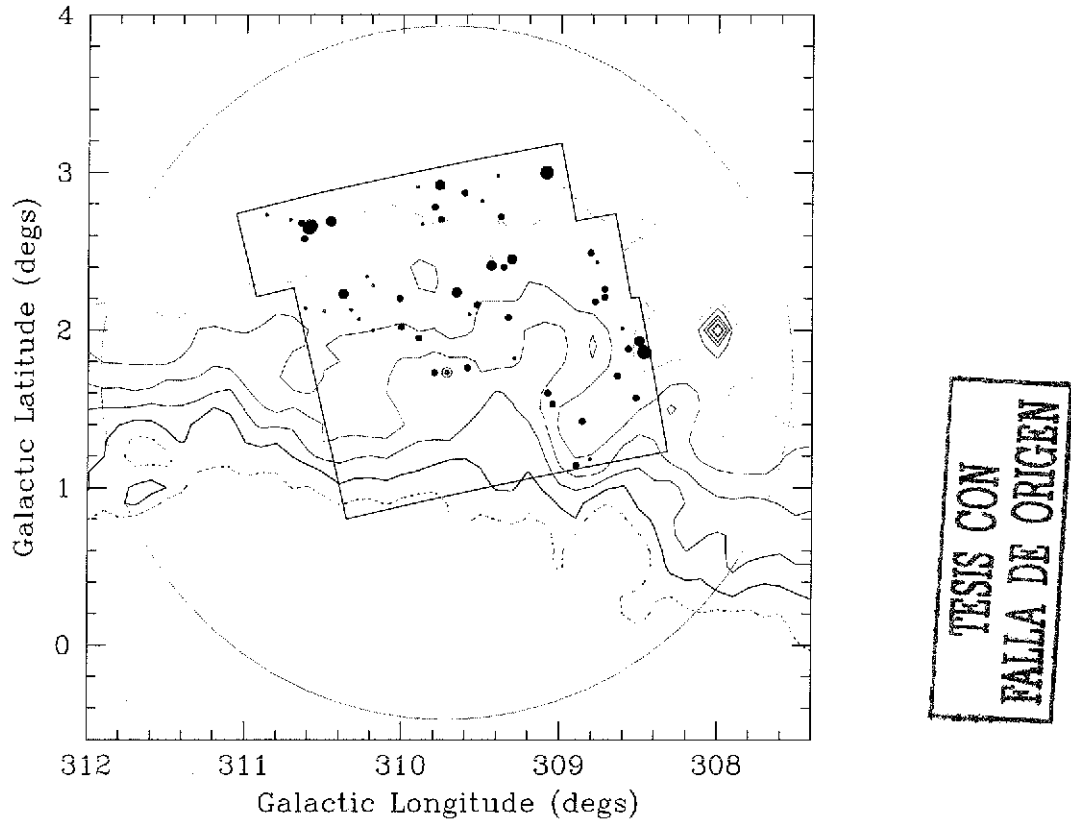 4
3
2
1
0
312
311
310
309
308
Galactic Longitude (degs)
Galactic Latitude (degs)
TESIS CON
FALLA DE ORIGEN